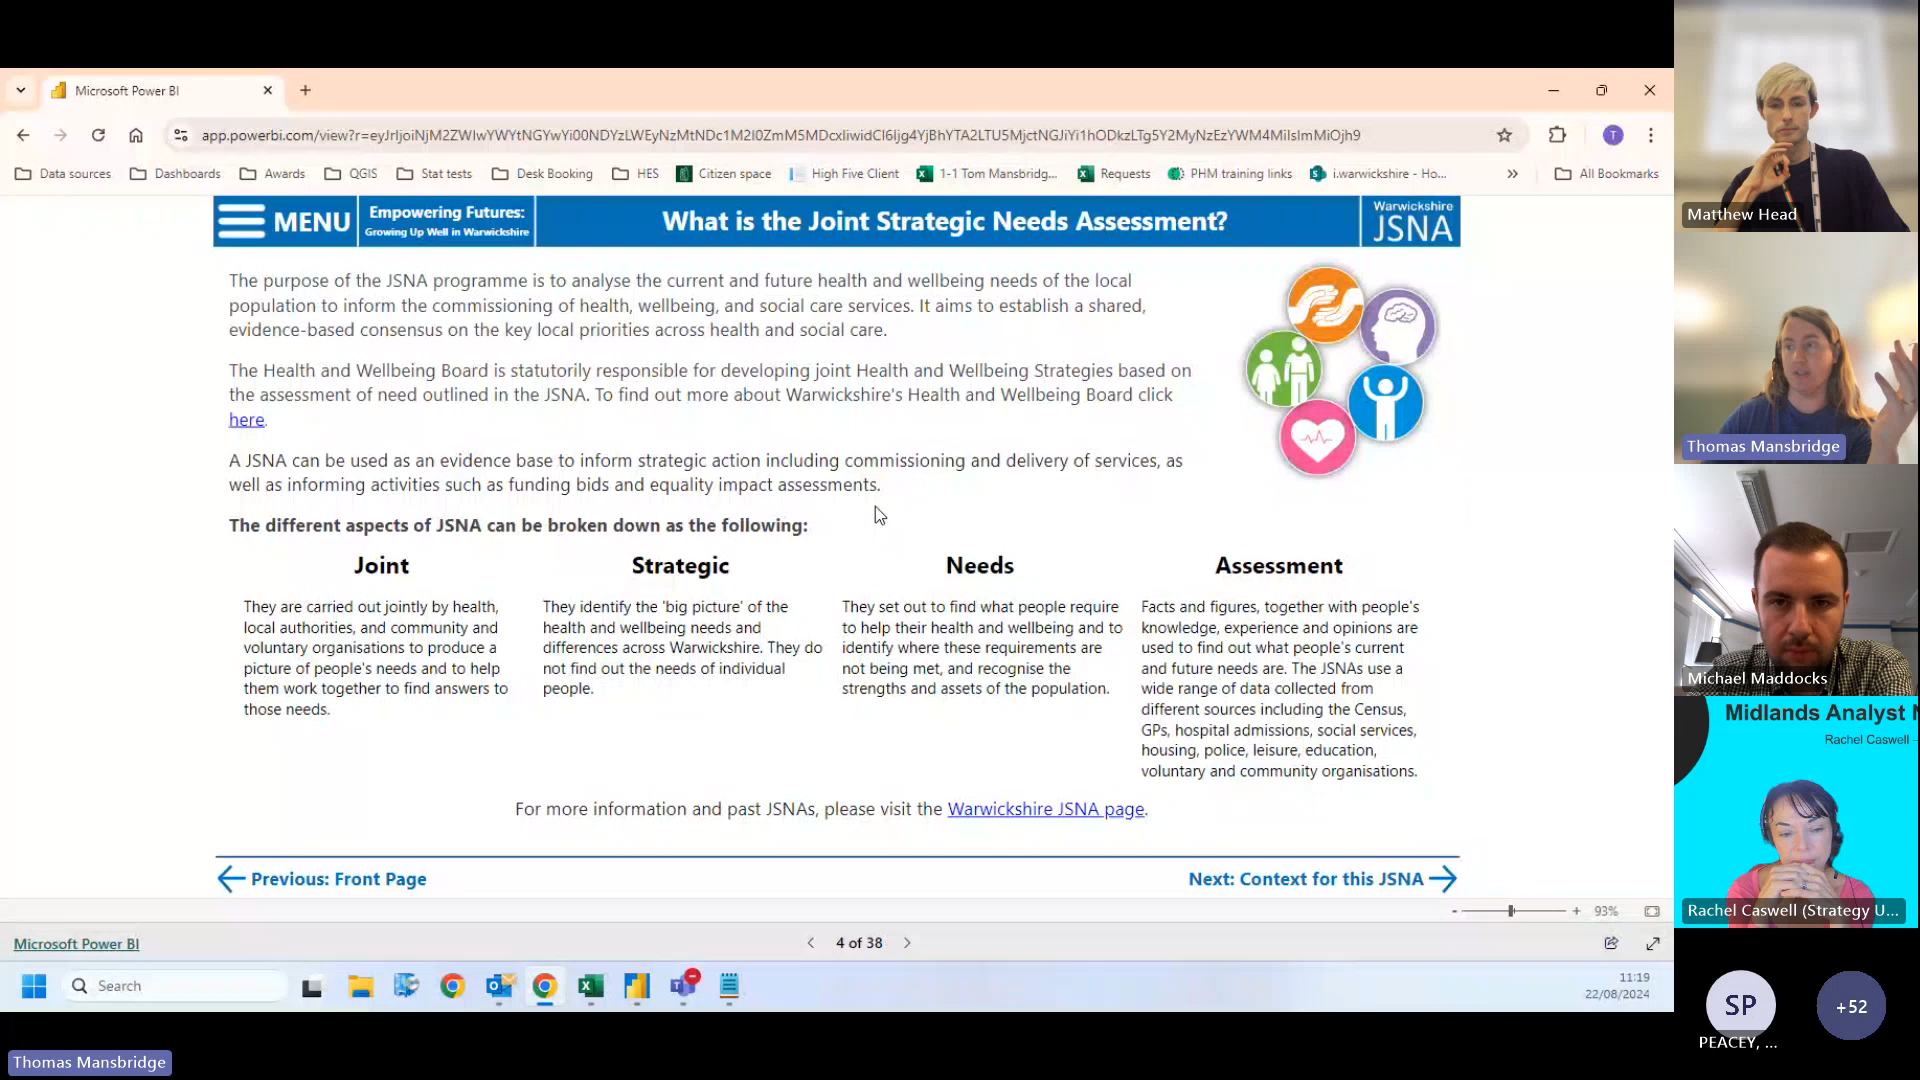 Microsoft Power BI
app.powerbi.com/view?r=eyJrIjoiNjM2ZWIwYWYtNGYwYi00NDYzLWEyNzMtNDc1M2I0ZmM5MDcxIiwidCI6Ijg4YjBhYTA2LTU5MjctNGJiYi1hODkzLTg5Y2MyNzEzYWM4MiIsImMiOjh9
T
Data sources
Dashboards
Awards
QGIS
Stat tests
Desk Booking
HES
Citizen space
High Five Client
1-1 Tom Mansbridg...
Requests
PHM training links
i.warwickshire - Ho...
All Bookmarks
MENU
Empowering Futures:
Growing Up Well in Warwickshire
What is the Joint Strategic Needs Assessment?
Warwickshire
JSNA
The purpose of the JSNA programme is to analyse the current and future health and wellbeing needs of the local
population to inform the commissioning of health, wellbeing, and social care services. It aims to establish a shared,
evidence-based consensus on the key local priorities across health and social care.
The Health and Wellbeing Board is statutorily responsible for developing joint Health and Wellbeing Strategies based on
the assessment of need outlined in the JSNA. To find out more about Warwickshire's Health and Wellbeing Board click
here.
A JSNA can be used as an evidence base to inform strategic action including commissioning and delivery of services, as
well as informing activities such as funding bids and equality impact assessments.
The different aspects of JSNA can be broken down as the following:
Joint
They are carried out jointly by health,
local authorities, and community and
voluntary organisations to produce a
picture of people's needs and to help
them work together to find answers to
those needs.
Strategic
They identify the 'big picture' of the
health and wellbeing needs and
differences across Warwickshire. They do
not find out the needs of individual
people.
Needs
They set out to find what people require
to help their health and wellbeing and to
identify where these requirements are
not being met, and recognise the
strengths and assets of the population.
Assessment
Facts and figures, together with people's
knowledge, experience and opinions are
used to find out what people's current
and future needs are. The JSNAs use a
wide range of data collected from
different sources including the Census,
GPs, hospital admissions, social services,
housing, police, leisure, education,
voluntary and community organisations.
For more information and past JSNAs, please visit the Warwickshire JSNA page.
Previous: Front Page
Next: Context for this JSNA
- + 93%
Microsoft Power BI
4 of 38
Search
11:19
22/08/2024
Thomas Mansbridge
Matthew Head
Thomas Mansbridge
Michael Maddocks
Midlands Analyst N
Rachel Caswell -
Rachel Caswell (Strategy U...
SP
PEACEY, ...
+52